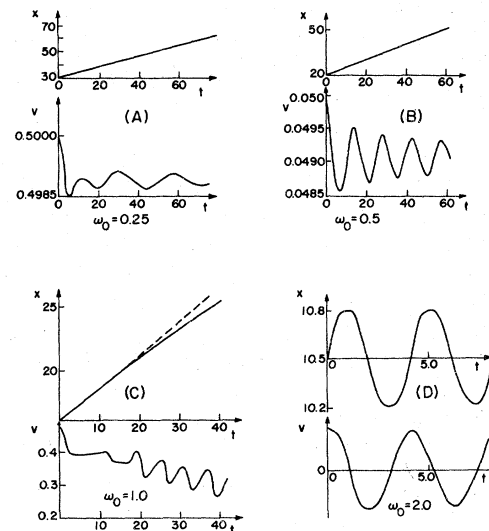 x
70
50
30
0 20 40 60 t
v
(A)
0.5000
0.4985
0 20 40 60 t
ω₀=0.25
x
50
20
0 20 40 60 t
v
0.050
(B)
0.0495
0.0490
0.0485
0 20 40 60 t
ω₀=0.5
x
25
20
(C)
0 10 20 30 40 t
v
0.4
0.3
0.2
ω₀=1.0
0 10 20 30 40 t
x
10.8
10.5
0 5.0 t
10.2
(D)
v
0
5.0 t
ω₀=2.0